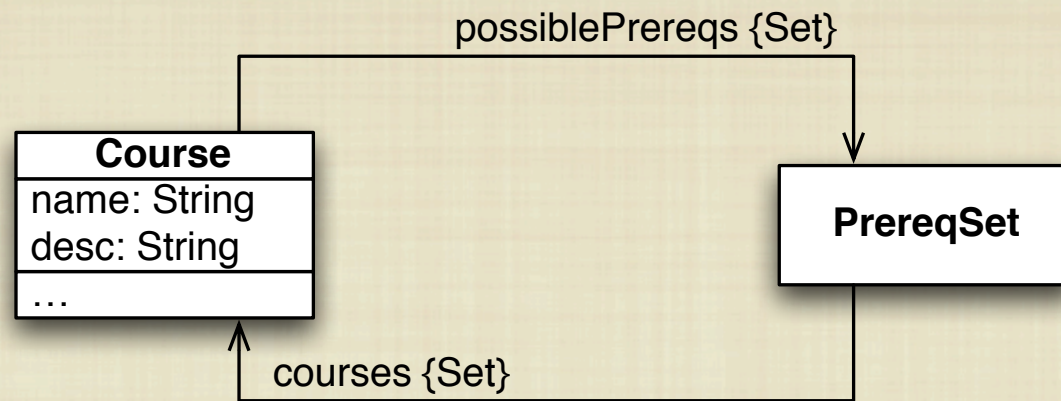 possiblePrereqs {Set}
Course
name: String
desc: String
…
PrereqSet
courses {Set}